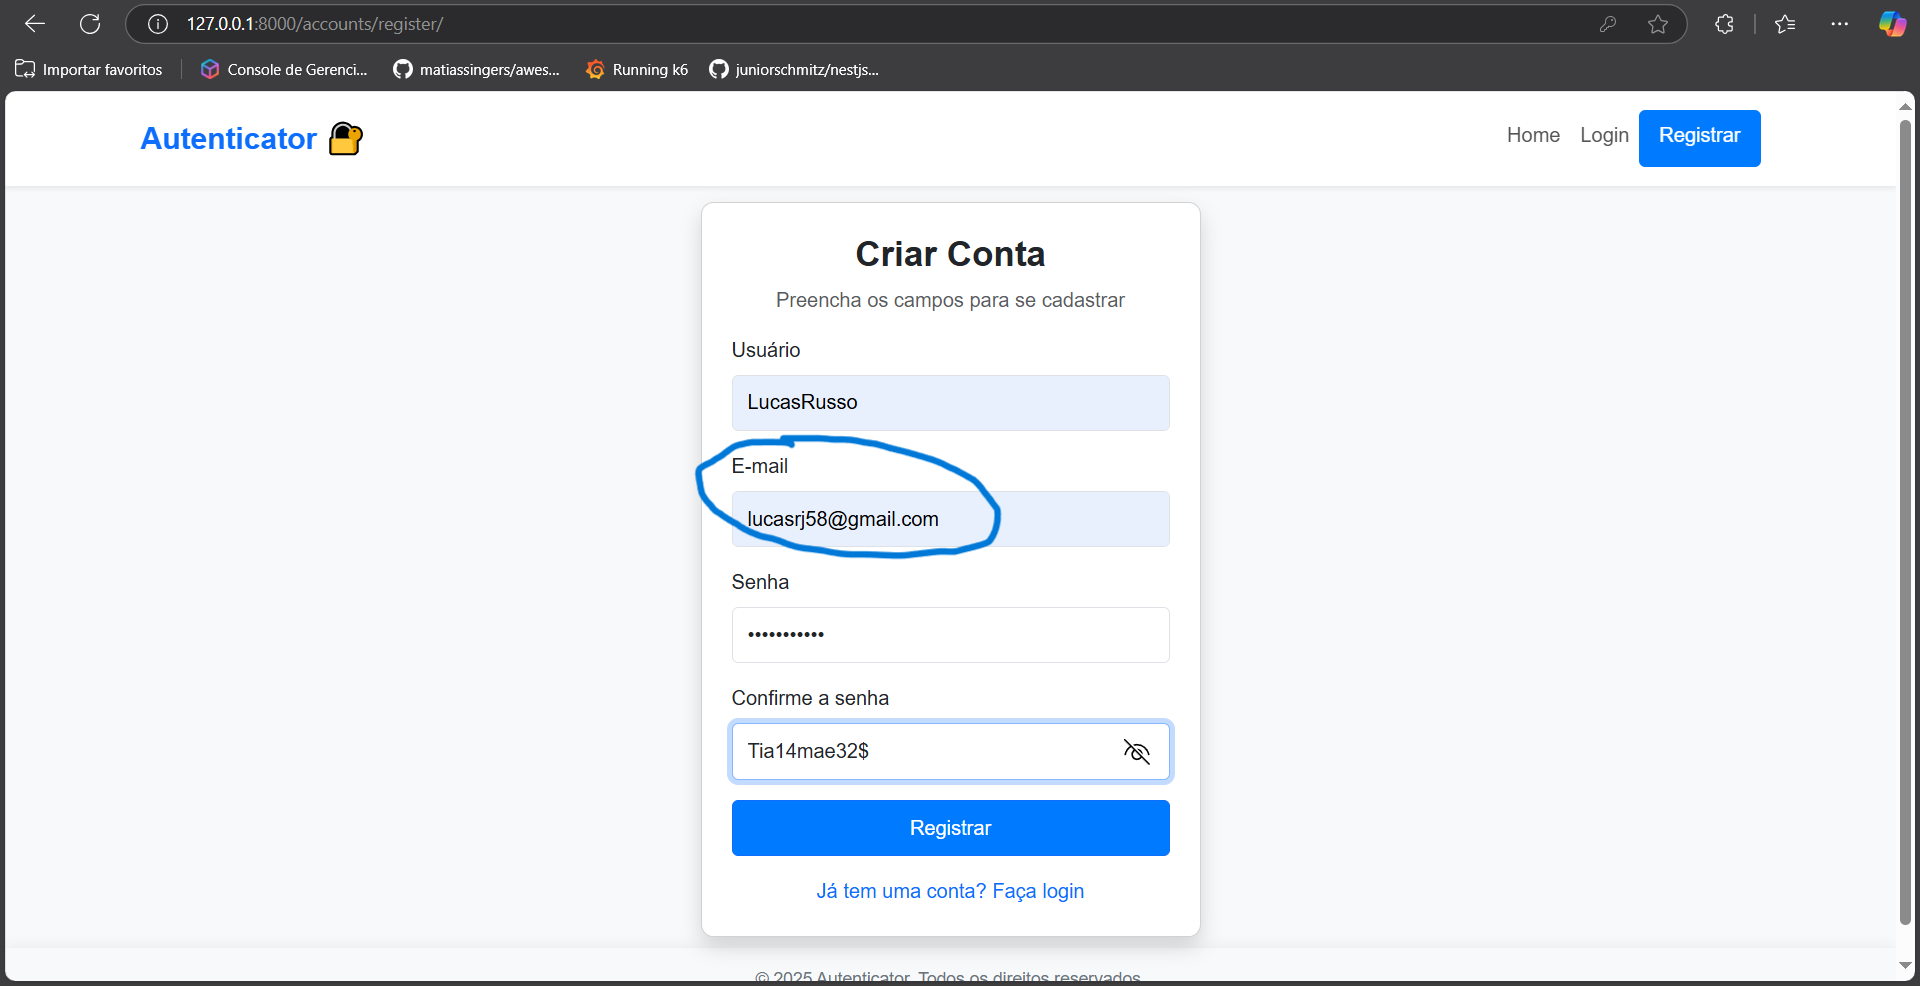 127.0.0.1:8000/accounts/register/
Importar favoritos
Console de Gerenci...
matiassingers/awes...
Running k6
juniorschmitz/nestjs...
Autenticator
Home
Login
Registrar
Criar Conta
Preencha os campos para se cadastrar
Usuário
LucasRusso
E-mail
lucasrj58@gmail.com
Senha
•••••••••••
Confirme a senha
Tia14mae32$
Registrar
Já tem uma conta? Faça login
© 2025 Autenticator. Todos os direitos reservados.